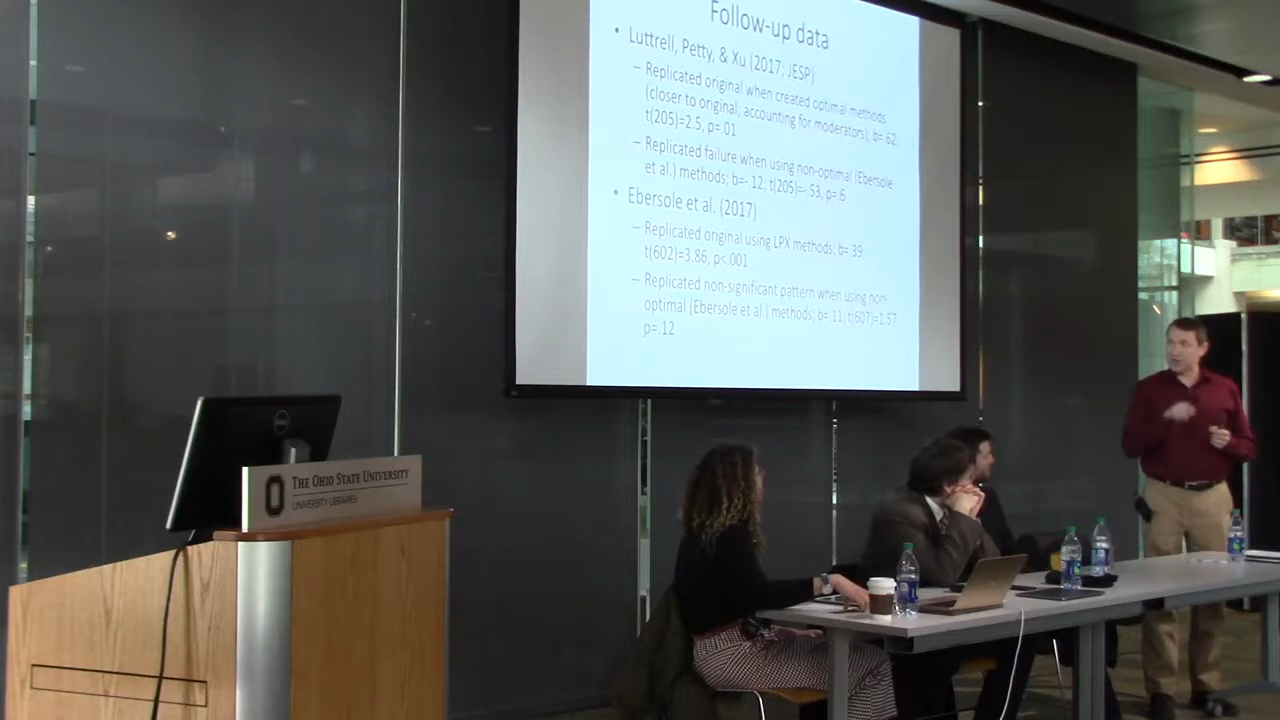 Follow-up data
• Luttrell, Petty, & Xu (2017; JESP)
– Replicated original when created optimal methods
(closer to original; accounting for moderators); b=.62,
t(205)=2.5, p=.01
– Replicated failure when using non-optimal (Ebersole
et al.) methods; b=-.12; t(205)=-.53, p=.6
• Ebersole et al. (2017)
– Replicated original using LPX methods; b=.39,
t(602)=3.86, p<.001
– Replicated non-significant pattern when using non-
optimal (Ebersole et al.) methods; b=.11, t(607)=1.57
p=.12
DELL
THE OHIO STATE UNIVERSITY
UNIVERSITY LIBRARIES